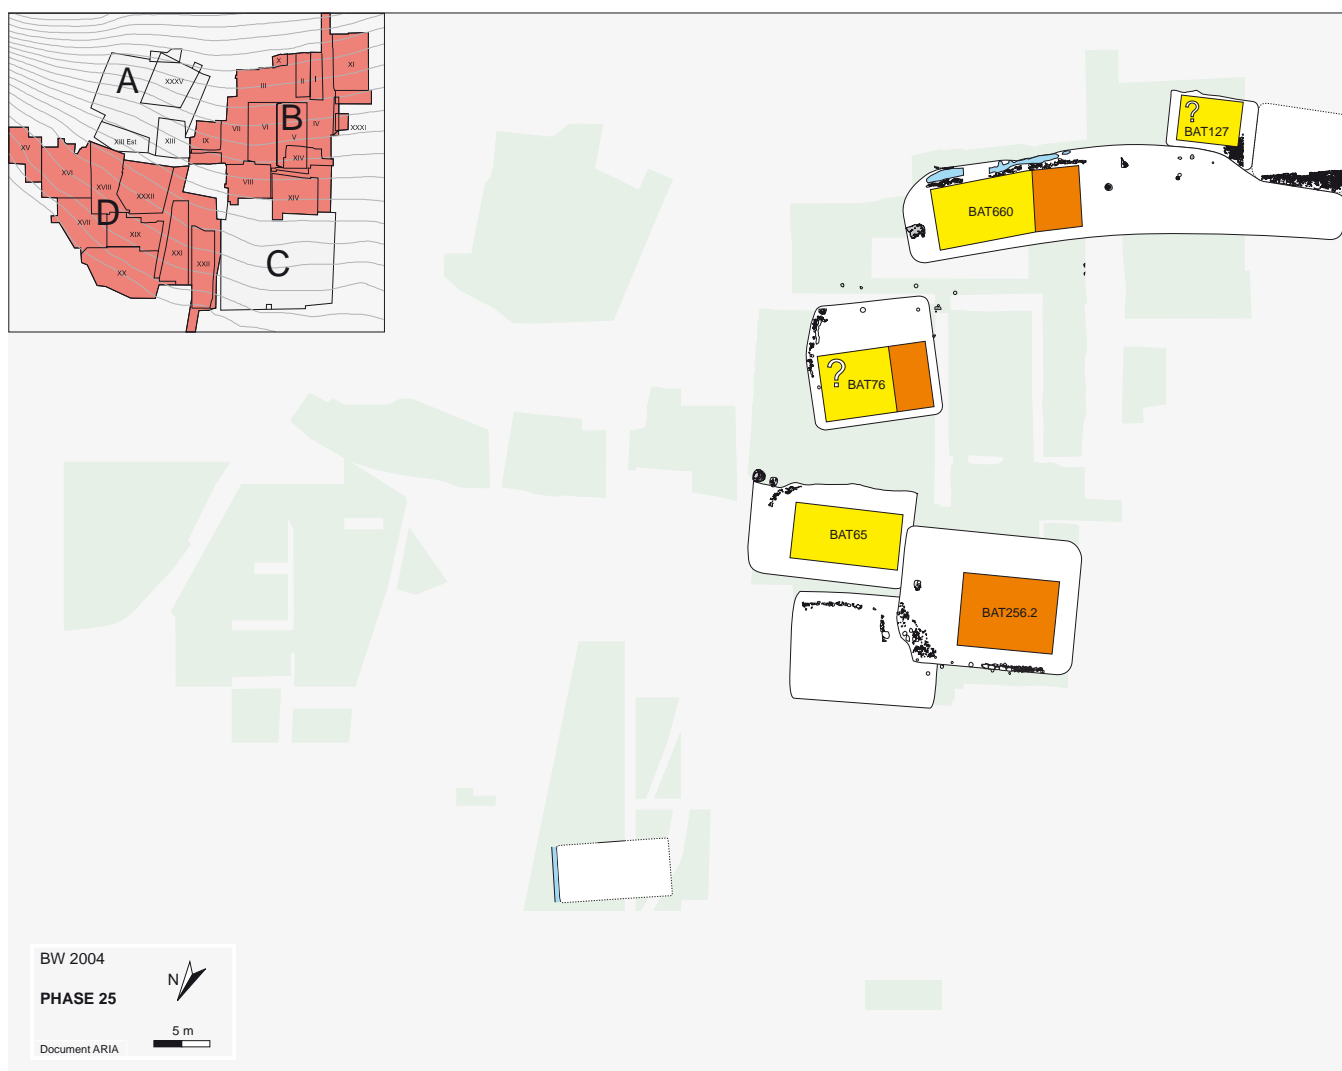 A
XXXV
XIII Est
XIII
X
III
II
I
XI
B
IV
V
VI
VII
IX
XXXI
XIV
VIII
XIV
XV
XVI
XVIII
XXXII
D
XVII
XIX
XX
XXI
XXII
C
?
BAT127
BAT660
?
BAT76
BAT65
BAT256.2
BW 2004
N
PHASE 25
5 m
Document ARIA